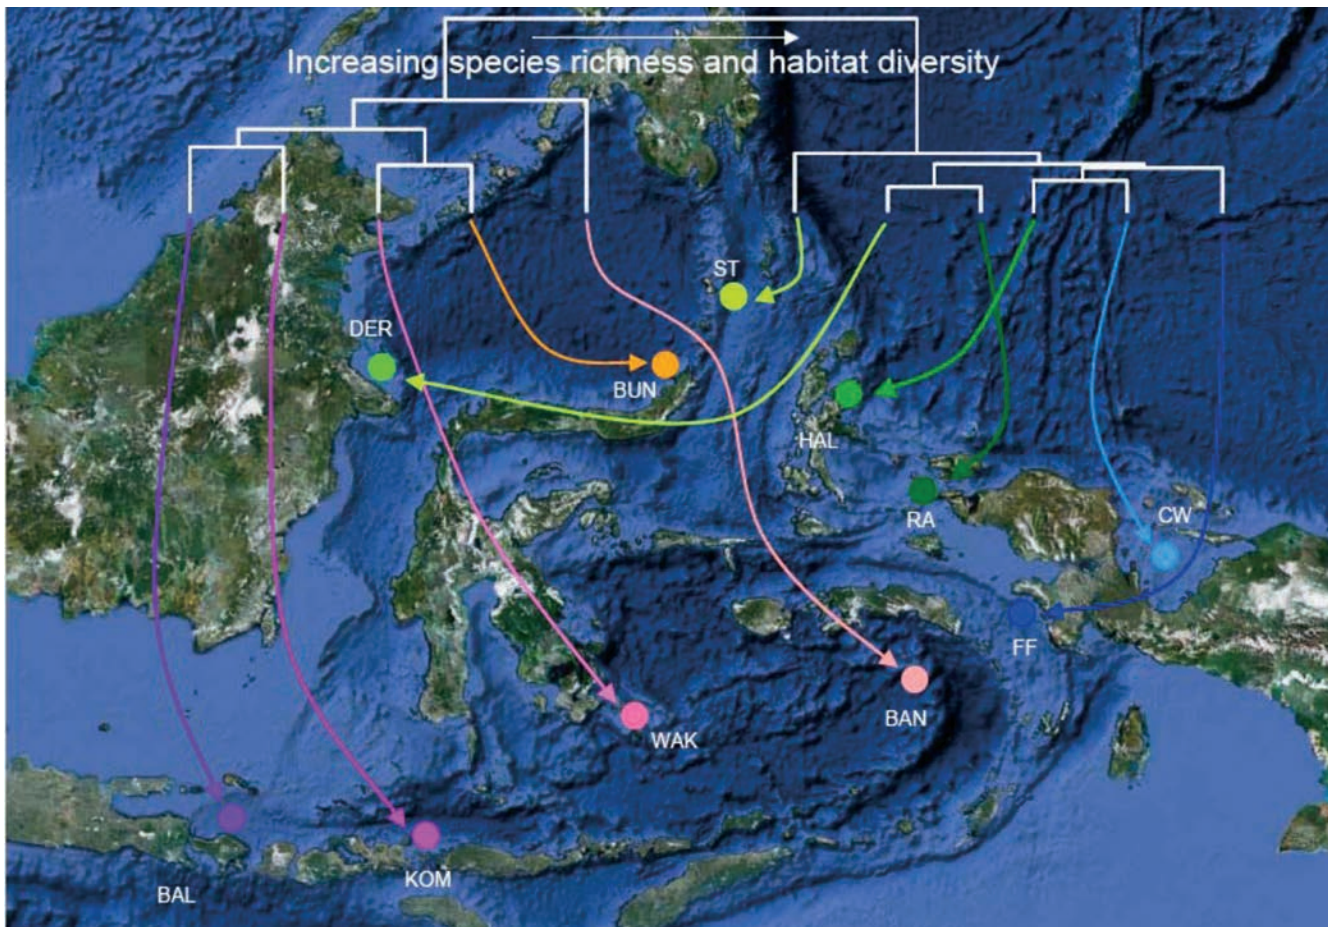 Increasing species richness and habitat diversity
ST
DER
BUN
HAL
RA
CW
FF
BAN
WAK
KOM
BAL